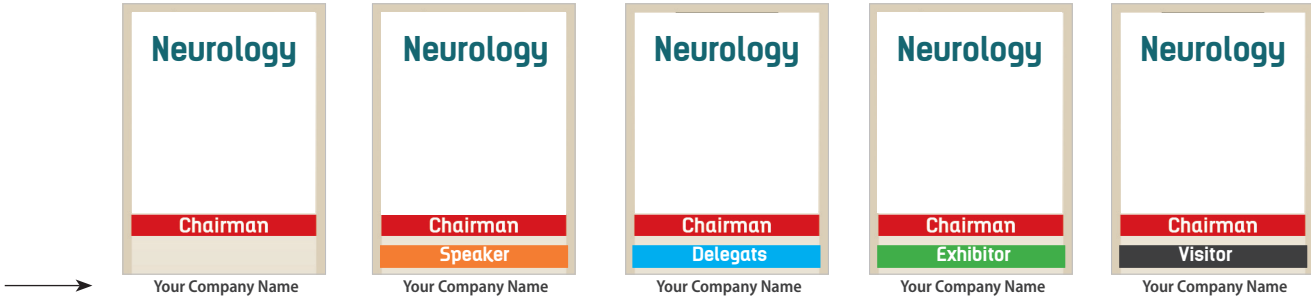 Neurology Neurology Neurology Neurology Neurology
Chairman Chairman Chairman Chairman Chairman
Speaker Delegats Exhibitor Visitor
Your Company Name Your Company Name Your Company Name Your Company Name Your Company Name